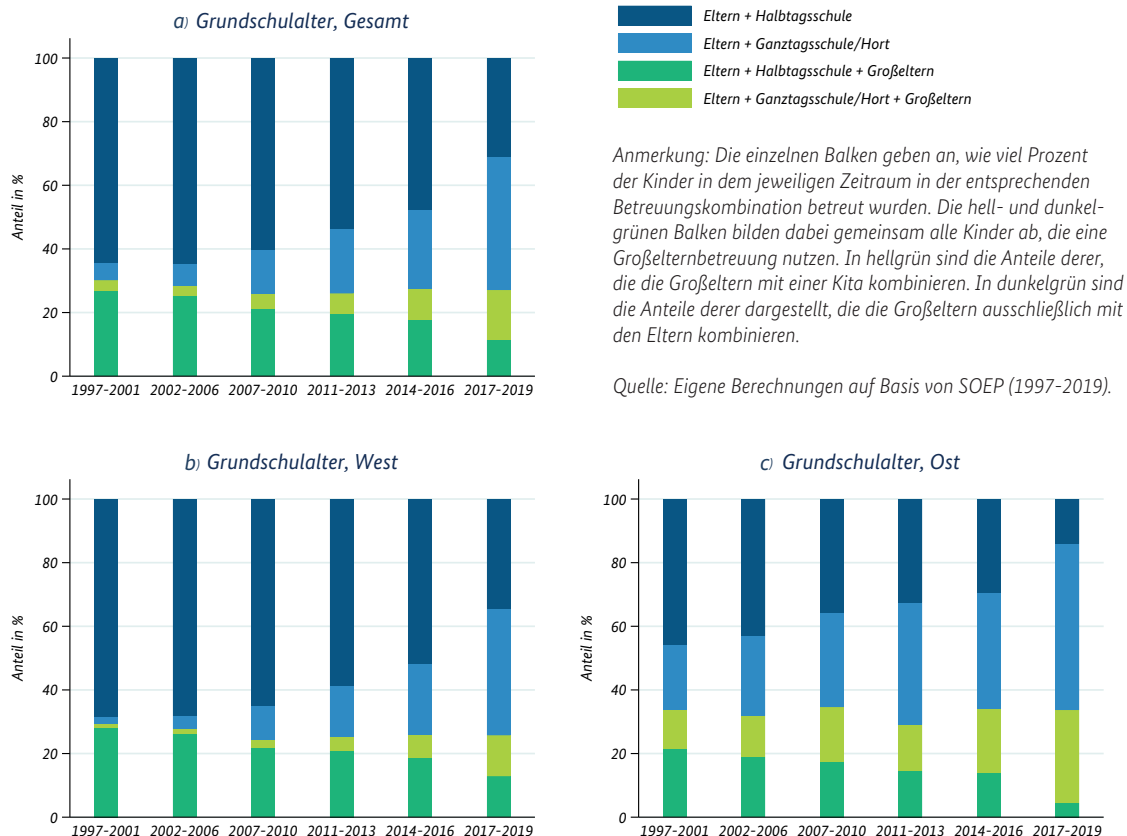 a) Grundschulalter, Gesamt
Anteil in %
100
80
60
40
20
0
1997-2001 2002-2006 2007-2010 2011-2013 2014-2016 2017-2019
Eltern + Halbtagsschule
Eltern + Ganztagsschule/Hort
Eltern + Halbtagsschule + Großeltern
Eltern + Ganztagsschule/Hort + Großeltern
Anmerkung: Die einzelnen Balken geben an, wie viel Prozent
der Kinder in dem jeweiligen Zeitraum in der entsprechenden
Betreuungskombination betreut wurden. Die hell- und dunkel-
grünen Balken bilden dabei gemeinsam alle Kinder ab, die eine
Großelternbetreuung nutzen. In hellgrün sind die Anteile derer,
die die Großeltern mit einer Kita kombinieren. In dunkelgrün sind
die Anteile derer dargestellt, die die Großeltern ausschließlich mit
den Eltern kombinieren.
Quelle: Eigene Berechnungen auf Basis von SOEP (1997-2019).
b) Grundschulalter, West
Anteil in %
100
80
60
40
20
0
1997-2001 2002-2006 2007-2010 2011-2013 2014-2016 2017-2019
c) Grundschulalter, Ost
Anteil in %
100
80
60
40
20
0
1997-2001 2002-2006 2007-2010 2011-2013 2014-2016 2017-2019